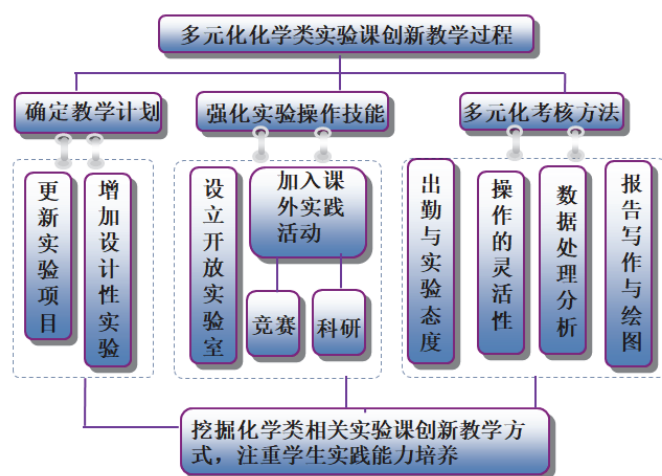 多元化化学类实验课创新教学过程
确定教学计划
强化实验操作技能
多元化考核方法
更新实验项目
增加设计性实验
设立开放实验室
加入课
外实践
活动
竞赛
科研
出勤与实验态度
操作的灵活性
数据处理分析
报告写作与绘图
挖掘化学类相关实验课创新教学方
式，注重学生实践能力培养